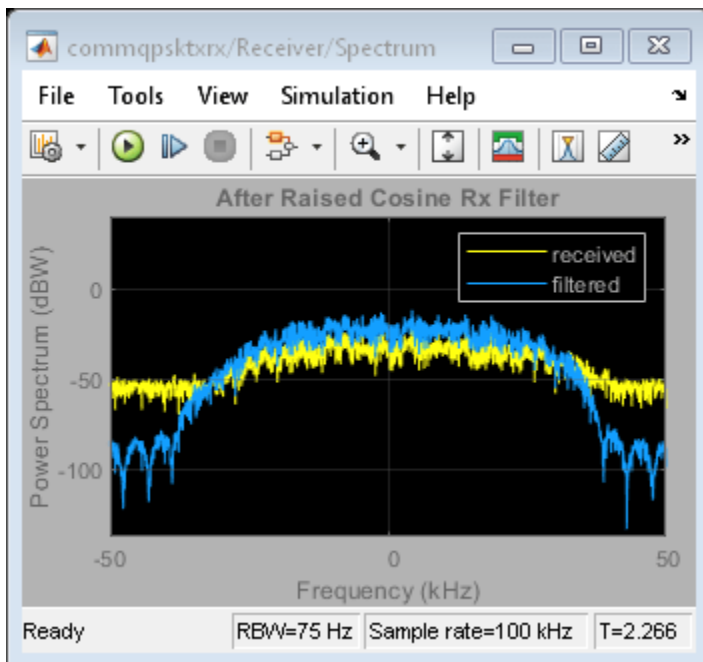 commqpsktxrx/Receiver/Spectrum
File Tools View Simulation Help
After Raised Cosine Rx Filter
received
filtered
Power Spectrum (dBW)
0
-50
-100
-50 0 50
Frequency (kHz)
Ready RBW=75 Hz Sample rate=100 kHz T=2.266